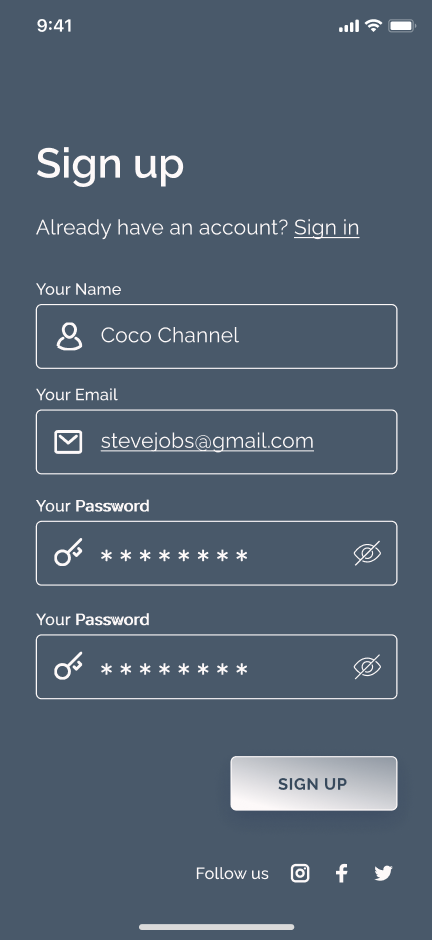 9:41
Sign up
Already have an account? Sign in
Your Name
Coco Channel
Your Email
stevejobs@gmail.com
Your Password
* * * * * * * *
Your Password
* * * * * * * *
SIGN UP
Follow us